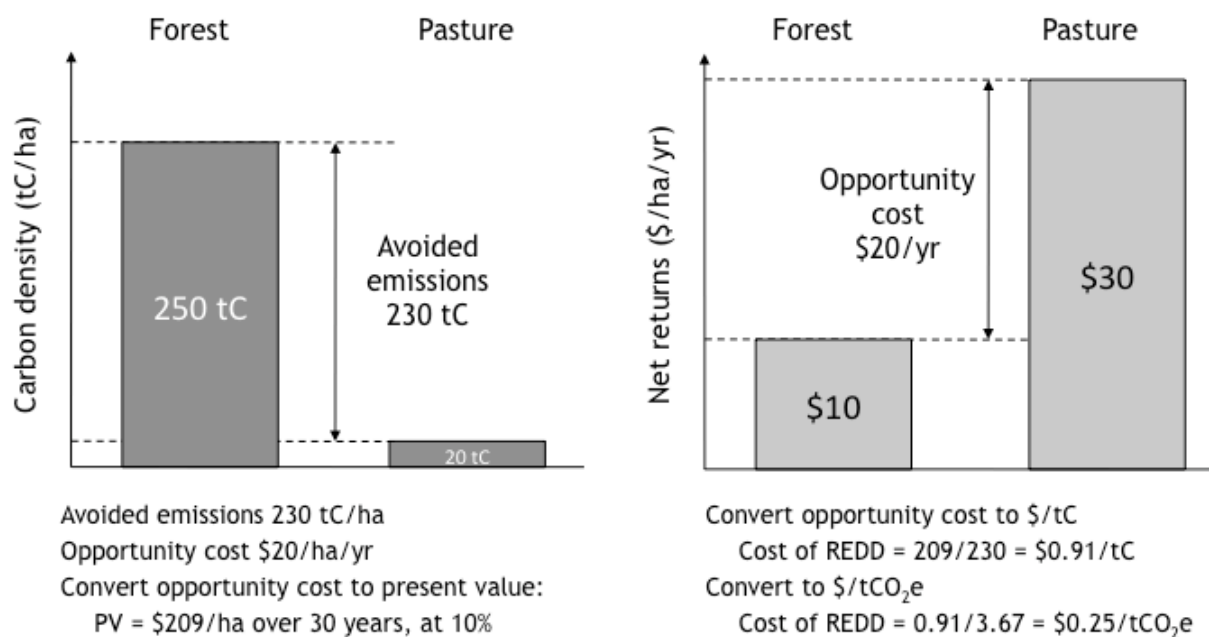 Forest
Pasture
Carbon density (tC/ha)
250 tC
Avoided
emissions
230 tC
20 tC
Avoided emissions 230 tC/ha
Opportunity cost $20/ha/yr
Convert opportunity cost to present value:
PV = $209/ha over 30 years, at 10%
Forest
Pasture
Net returns ($/ha/yr)
Opportunity
cost
$20/yr
$30
$10
Convert opportunity cost to $/tC
Cost of REDD = 209/230 = $0.91/tC
Convert to $/tCO₂e
Cost of REDD = 0.91/3.67 = $0.25/tCO₂e